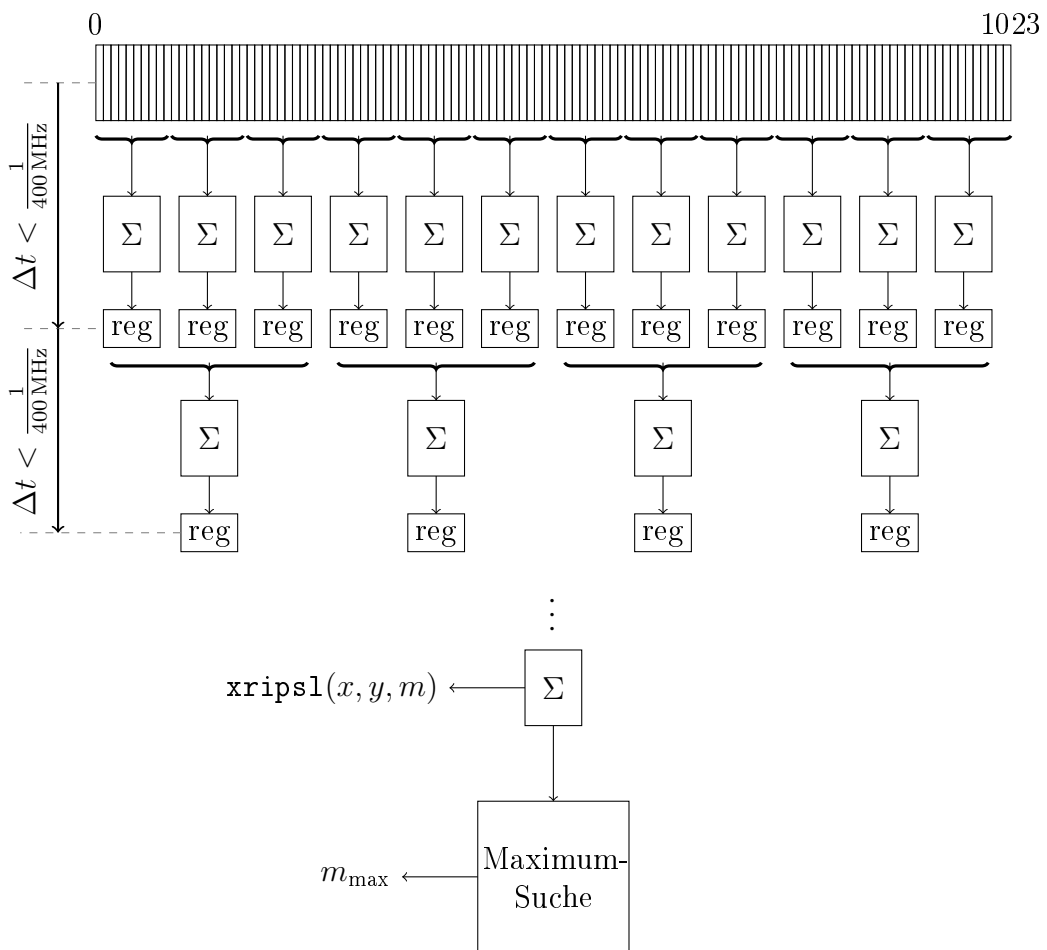 0 1023
Δt < 1/400 MHz
Σ Σ Σ Σ Σ Σ Σ Σ Σ Σ Σ Σ
reg reg reg reg reg reg reg reg reg reg reg reg
Δt < 1/400 MHz
Σ Σ Σ Σ
reg reg reg reg
⋮
xripsl(x, y, m) Σ
Maximum-
m_max
Suche